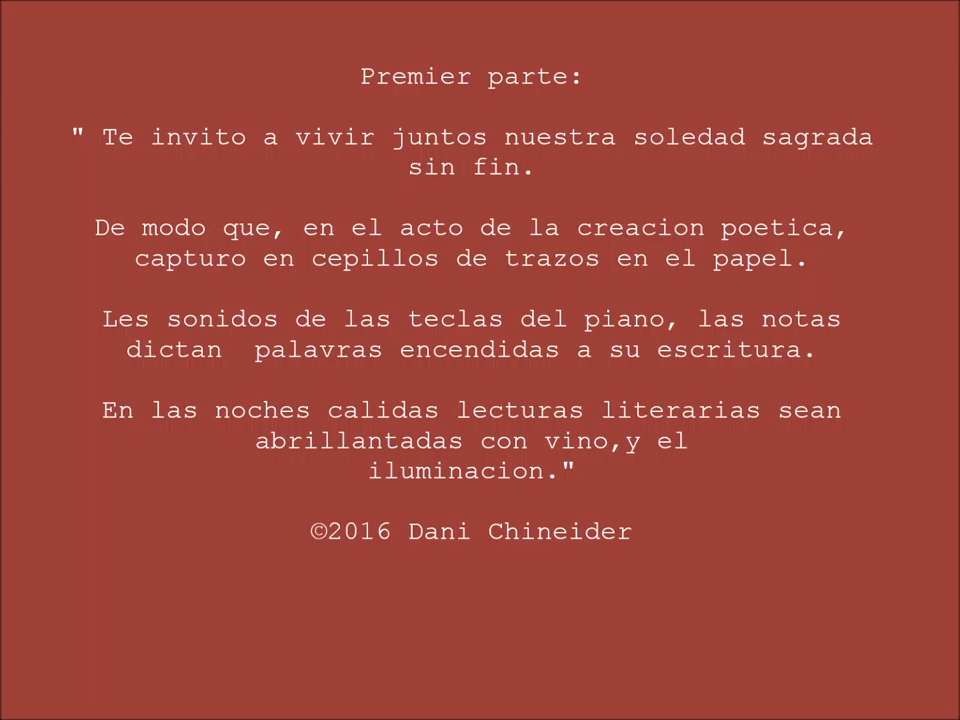 Premier parte:
" Te invito a vivir juntos nuestra soledad sagrada
sin fin.
De modo que, en el acto de la creacion poetica,
capturo en cepillos de trazos en el papel.
Les sonidos de las teclas del piano, las notas
dictan  palavras encendidas a su escritura.
En las noches calidas lecturas literarias sean
abrillantadas con vino,y el
iluminacion."
©2016 Dani Chineider